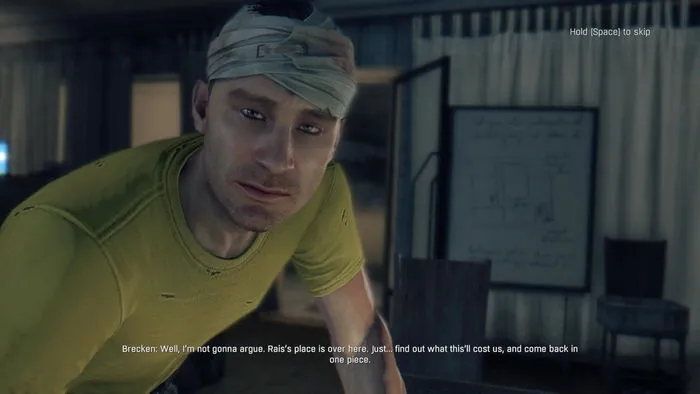 Hold [Space] to skip
Brecken: Well, I'm not gonna argue. Rais's place is over here. Just... find out what this'll cost us, and come back in
one piece.